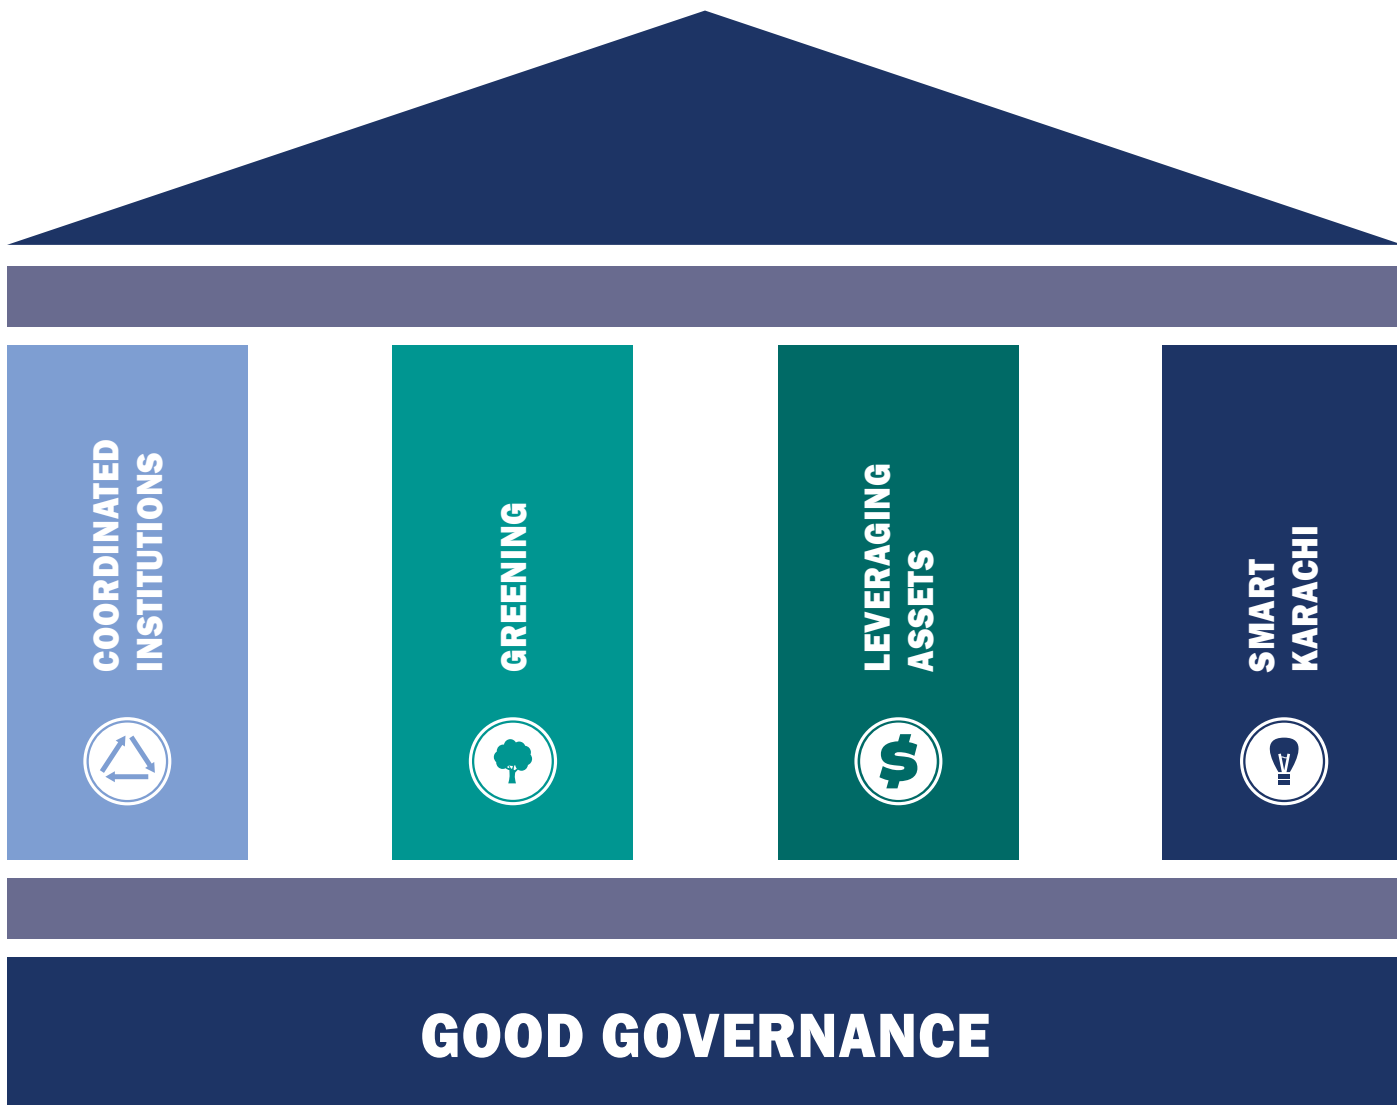 COORDINATED
INSTITUTIONS
GREENING
LEVERAGING
ASSETS
SMART
KARACHI
GOOD GOVERNANCE